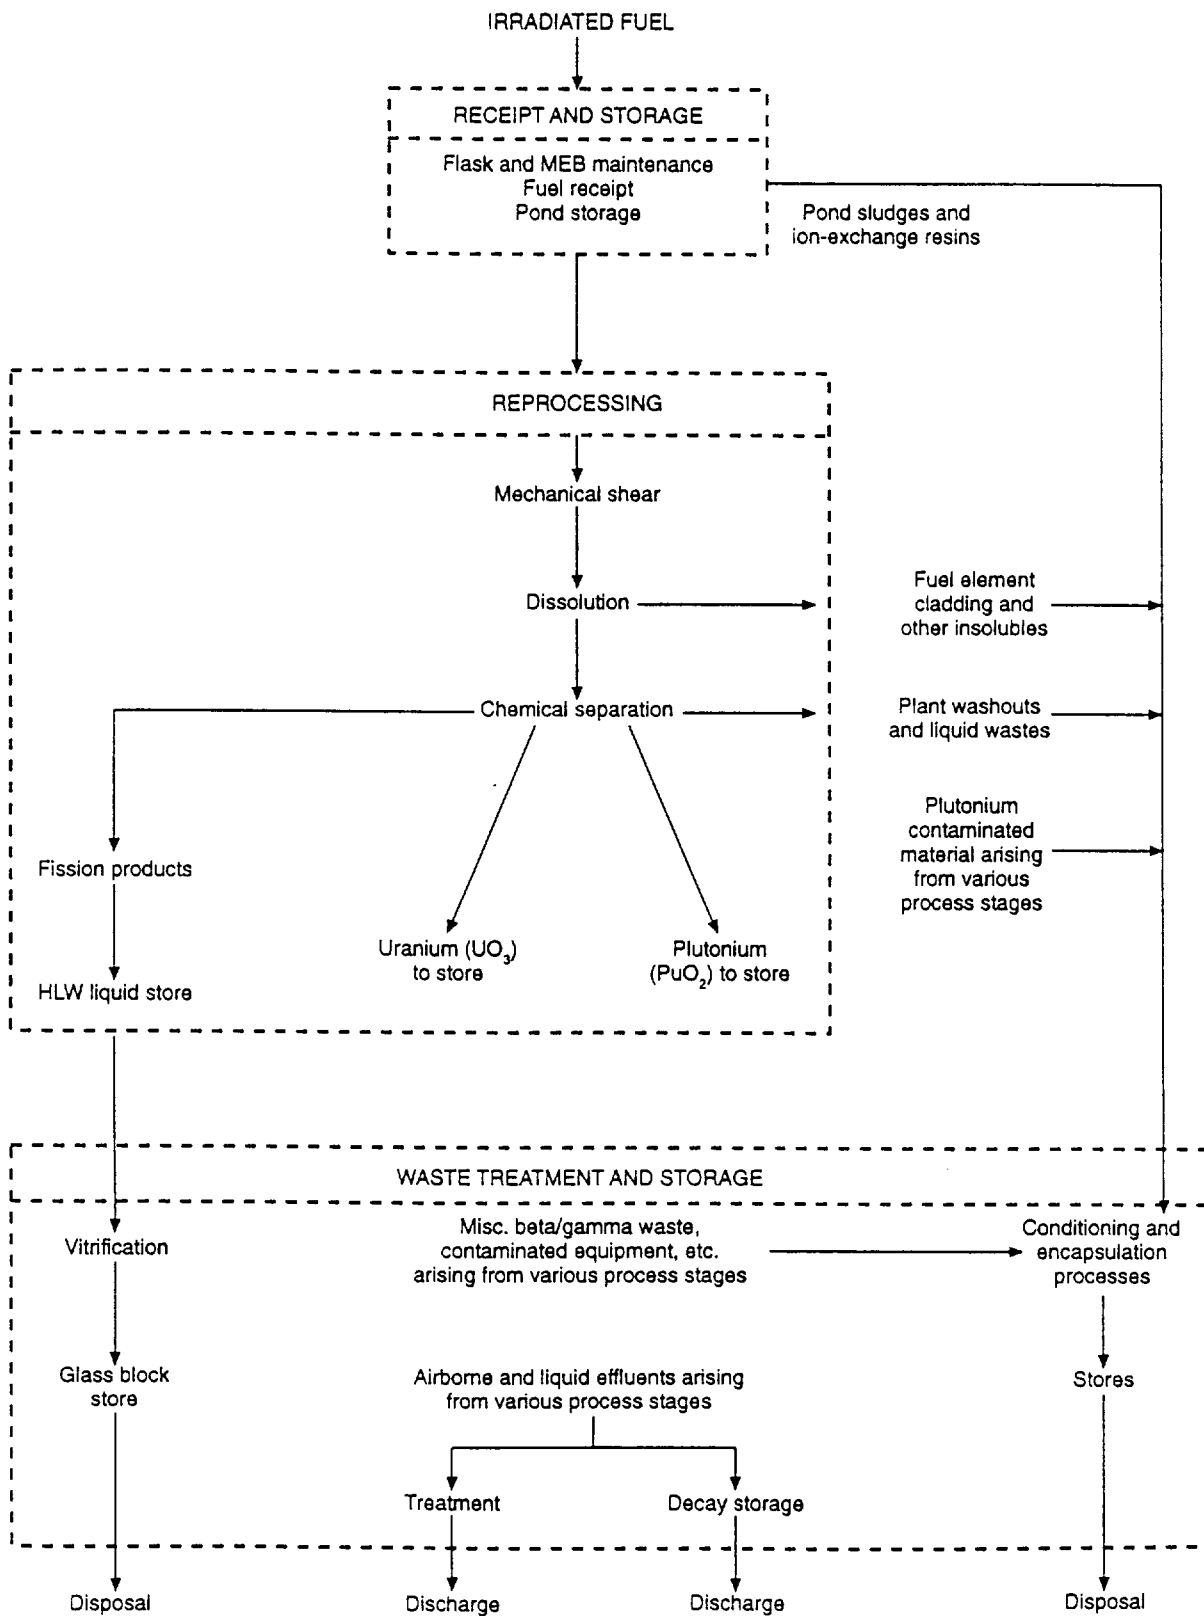 IRRADIATED FUEL
RECEIPT AND STORAGE
Flask and MEB maintenance
Fuel receipt
Pond storage
Pond sludges and
ion-exchange resins
REPROCESSING
Mechanical shear
Dissolution
Fuel element
cladding and
other insolubles
Chemical separation
Plant washouts
and liquid wastes
Plutonium
contaminated
material arising
from various
process stages
Fission products
Uranium (UO₃)
to store
Plutonium
(PuO₂) to store
HLW liquid store
WASTE TREATMENT AND STORAGE
Vitrification
Misc. beta/gamma waste,
contaminated equipment, etc.
arising from various process stages
Conditioning and
encapsulation
processes
Glass block
store
Airborne and liquid effluents arising
from various process stages
Stores
Treatment
Decay storage
Disposal
Discharge
Discharge
Disposal